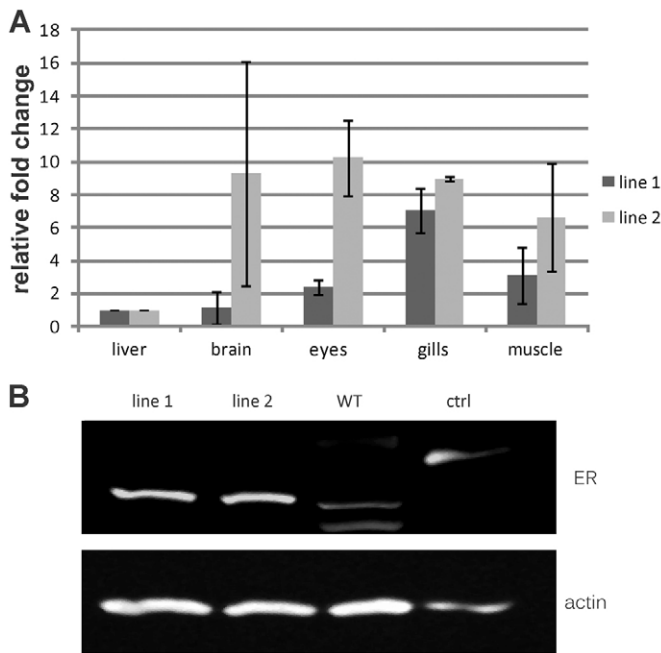 A
18
16
14
12
10
8
6
4
2
0
relative fold change
liver brain eyes gills muscle
line 1
line 2
B
line 1 line 2 WT ctrl
ER
actin